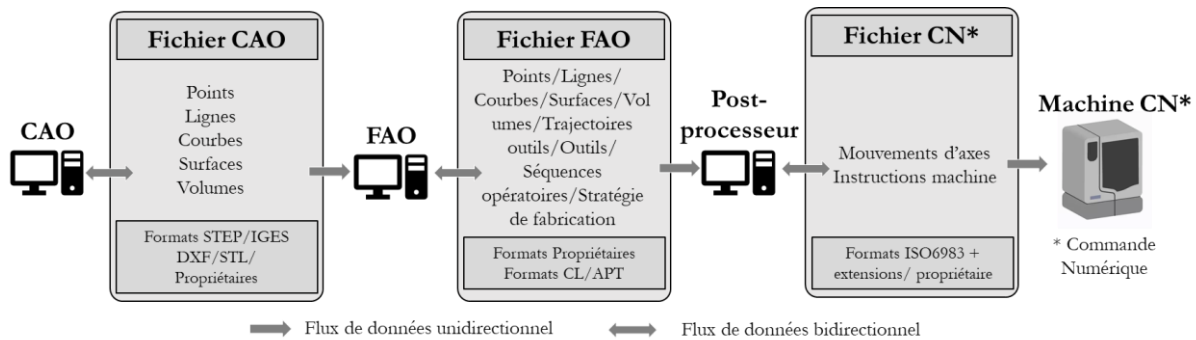 CAO
Fichier CAO
Points
Lignes
Courbes
Surfaces
Volumes
Formats STEP/IGES
DXF/STL/
Propriétaires
FAO
Fichier FAO
Points/Lignes/
Courbes/Surfaces/Vol
umes/Trajectoires
outils/Outils/
Séquences
opératoires/Stratégie
de fabrication
Formats Propriétaires
Formats CL/APT
Post-
processeur
Fichier CN*
Mouvements d'axes
Instructions machine
Formats ISO6983 +
extensions/ propriétaire
Machine CN*
* Commande
Numérique
Flux de données unidirectionnel
Flux de données bidirectionnel